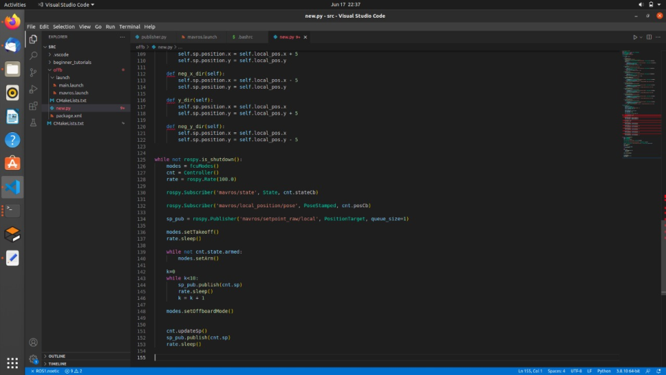 Activities
Visual Studio Code
Jun 17 22:37
new.py - src - Visual Studio Code
File Edit Selection View Go Run Terminal Help
EXPLORER
publisher.py
mavros.launch
new.py 9+
SRC
src > new.py > ...
.vscode
beginner_tutorials
launch
main.launch
mavros.launch
CMakeLists.txt
new.py 9+
package.xml
CMakeLists.txt
109 self.sp.position.x = self.local_pos.x + 5
110 self.sp.position.y = self.local_pos.y
111
112 def neg_x_dir(self):
113 self.sp.position.x = self.local_pos.x - 5
114 self.sp.position.y = self.local_pos.y
115
116 def y_dir(self):
117 self.sp.position.x = self.local_pos.x
118 self.sp.position.y = self.local_pos.y + 5
119
120 def neg_y_dir(self):
121 self.sp.position.x = self.local_pos.x
122 self.sp.position.y = self.local_pos.y - 5
123
124
125 while not rospy.is_shutdown():
126 modes = fcuModes()
127 cnt = Controller()
128 rate = rospy.Rate(100.0)
129
130 rospy.Subscriber('mavros/state', State, cnt.stateCb)
131
132 rospy.Subscriber('mavros/local_position/pose', PoseStamped, cnt.posCb)
133
134 sp_pub = rospy.Publisher('mavros/setpoint_raw/local', PositionTarget, queue_size=1)
135
136 modes.setTakeoff()
137 rate.sleep()
138
139 while not cnt.state.armed:
140 modes.setArm()
141
142 k=0
143 while k<10:
144 sp_pub.publish(cnt.sp)
145 rate.sleep()
146 k = k + 1
147
148 modes.setOffboardMode()
149
150
151 cnt.updateSp()
152 sp_pub.publish(cnt.sp)
153 rate.sleep()
154
155
OUTLINE
TIMELINE
Ln 155, Col 1 Spaces: 4 UTF-8 LF Python 3.8.10 64-bit